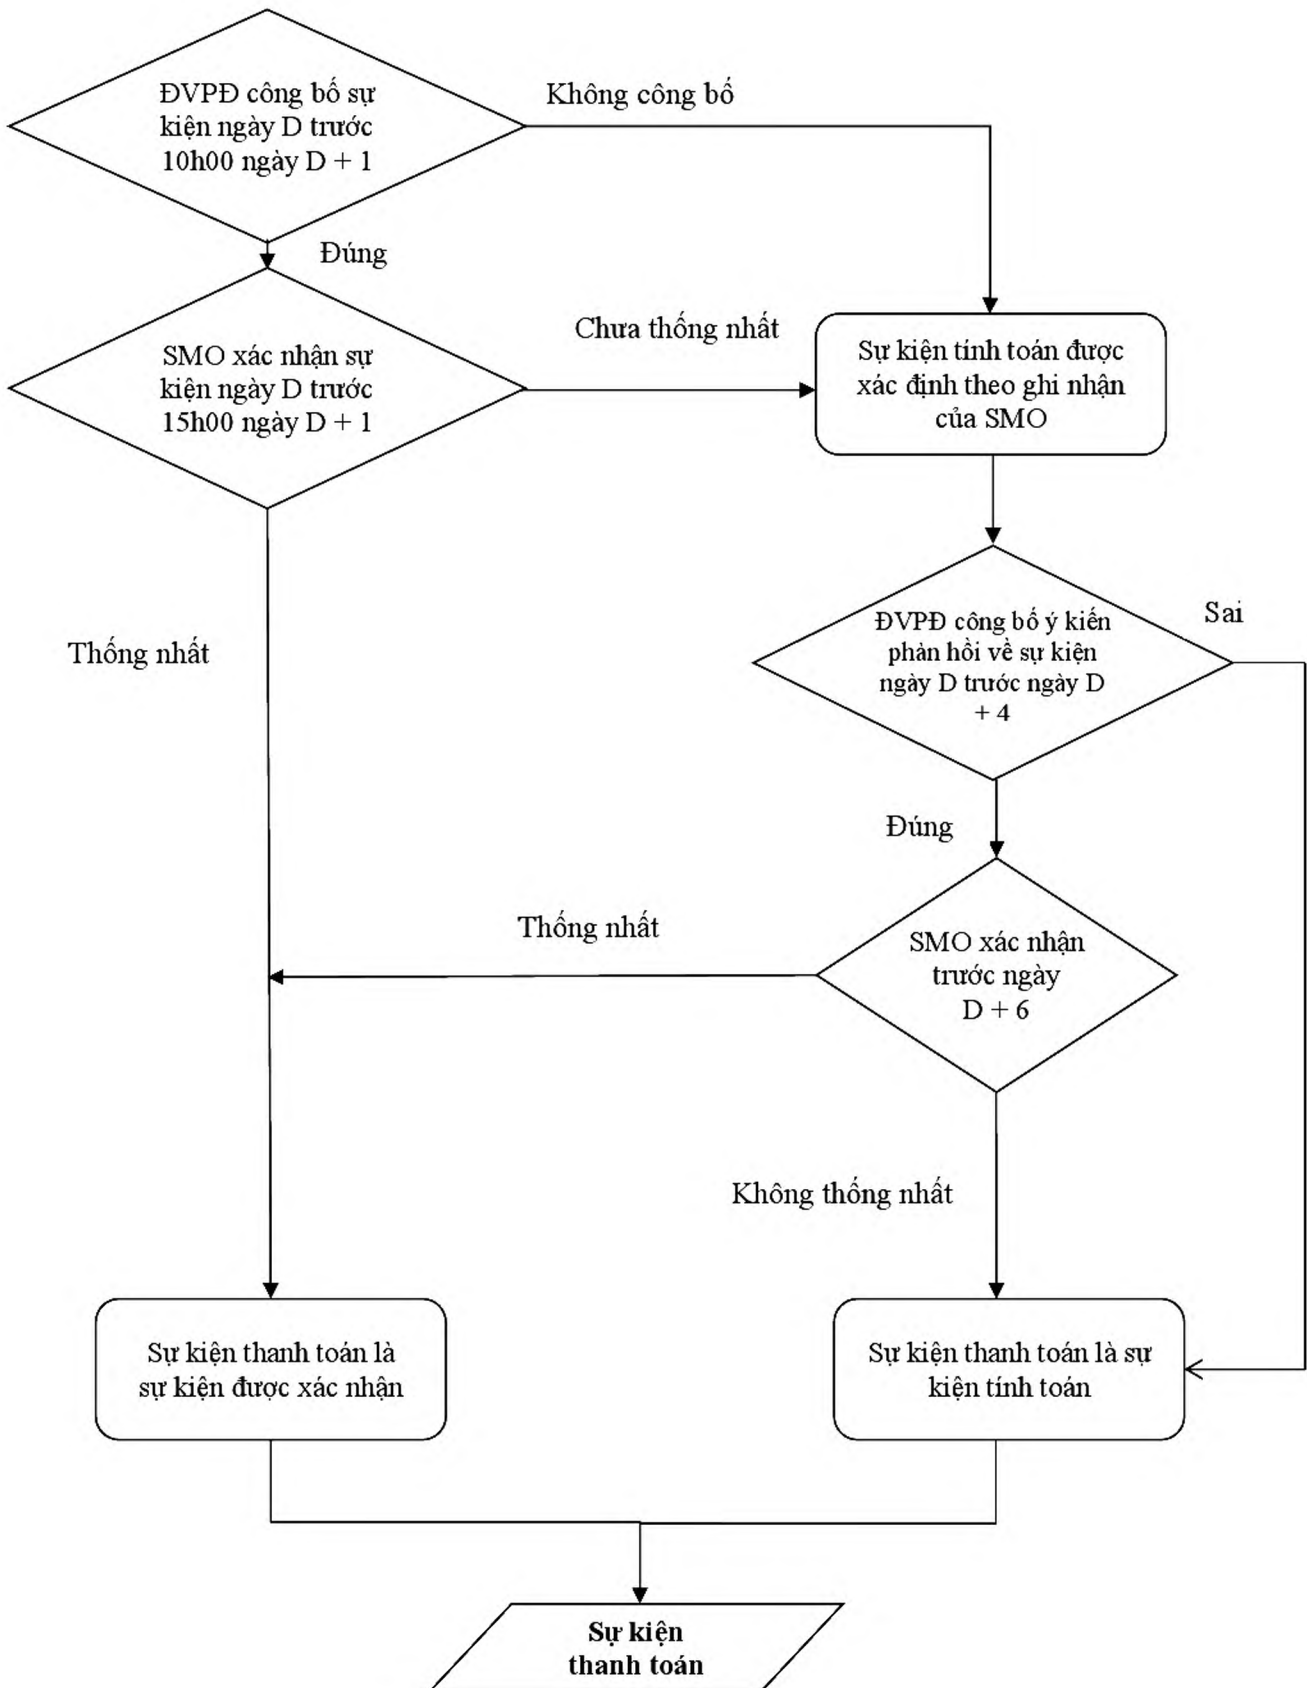 ĐVPĐ công bố sự
kiện ngày D trước
10h00 ngày D + 1
Không công bố
Đúng
SMO xác nhận sự
kiện ngày D trước
15h00 ngày D + 1
Chưa thống nhất
Sự kiện tính toán được
xác định theo ghi nhận
của SMO
Thống nhất
ĐVPĐ công bố ý kiến
phản hồi về sự kiện
ngày D trước ngày D
+ 4
Sai
Đúng
Thống nhất
SMO xác nhận
trước ngày
D + 6
Không thống nhất
Sự kiện thanh toán là
sự kiện được xác nhận
Sự kiện thanh toán là sự
kiện tính toán
Sự kiện
thanh toán